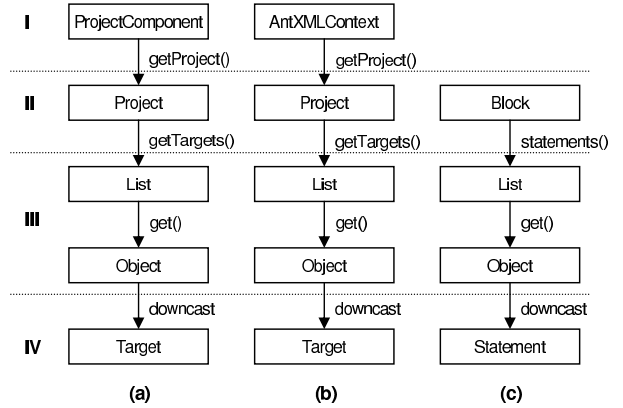 I ProjectComponent AntXMLContext
getProject() getProject()
II Project Project Block
getTargets() getTargets() statements()
List List List
III get() get() get()
Object Object Object
downcast downcast downcast
IV Target Target Statement
(a) (b) (c)